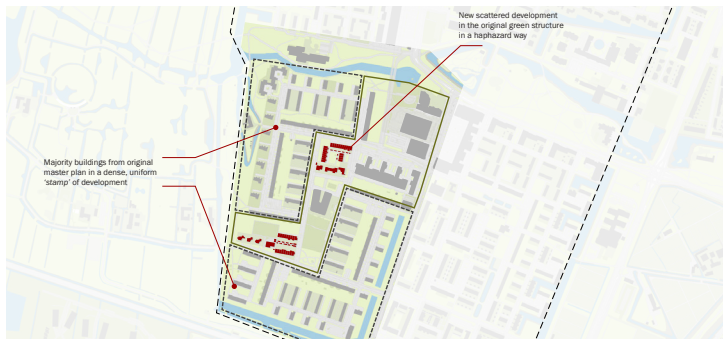 New scattered development
in the original green structure
in a haphazard way
Majority buildings from original
master plan in a dense, uniform
‘stamp’ of development